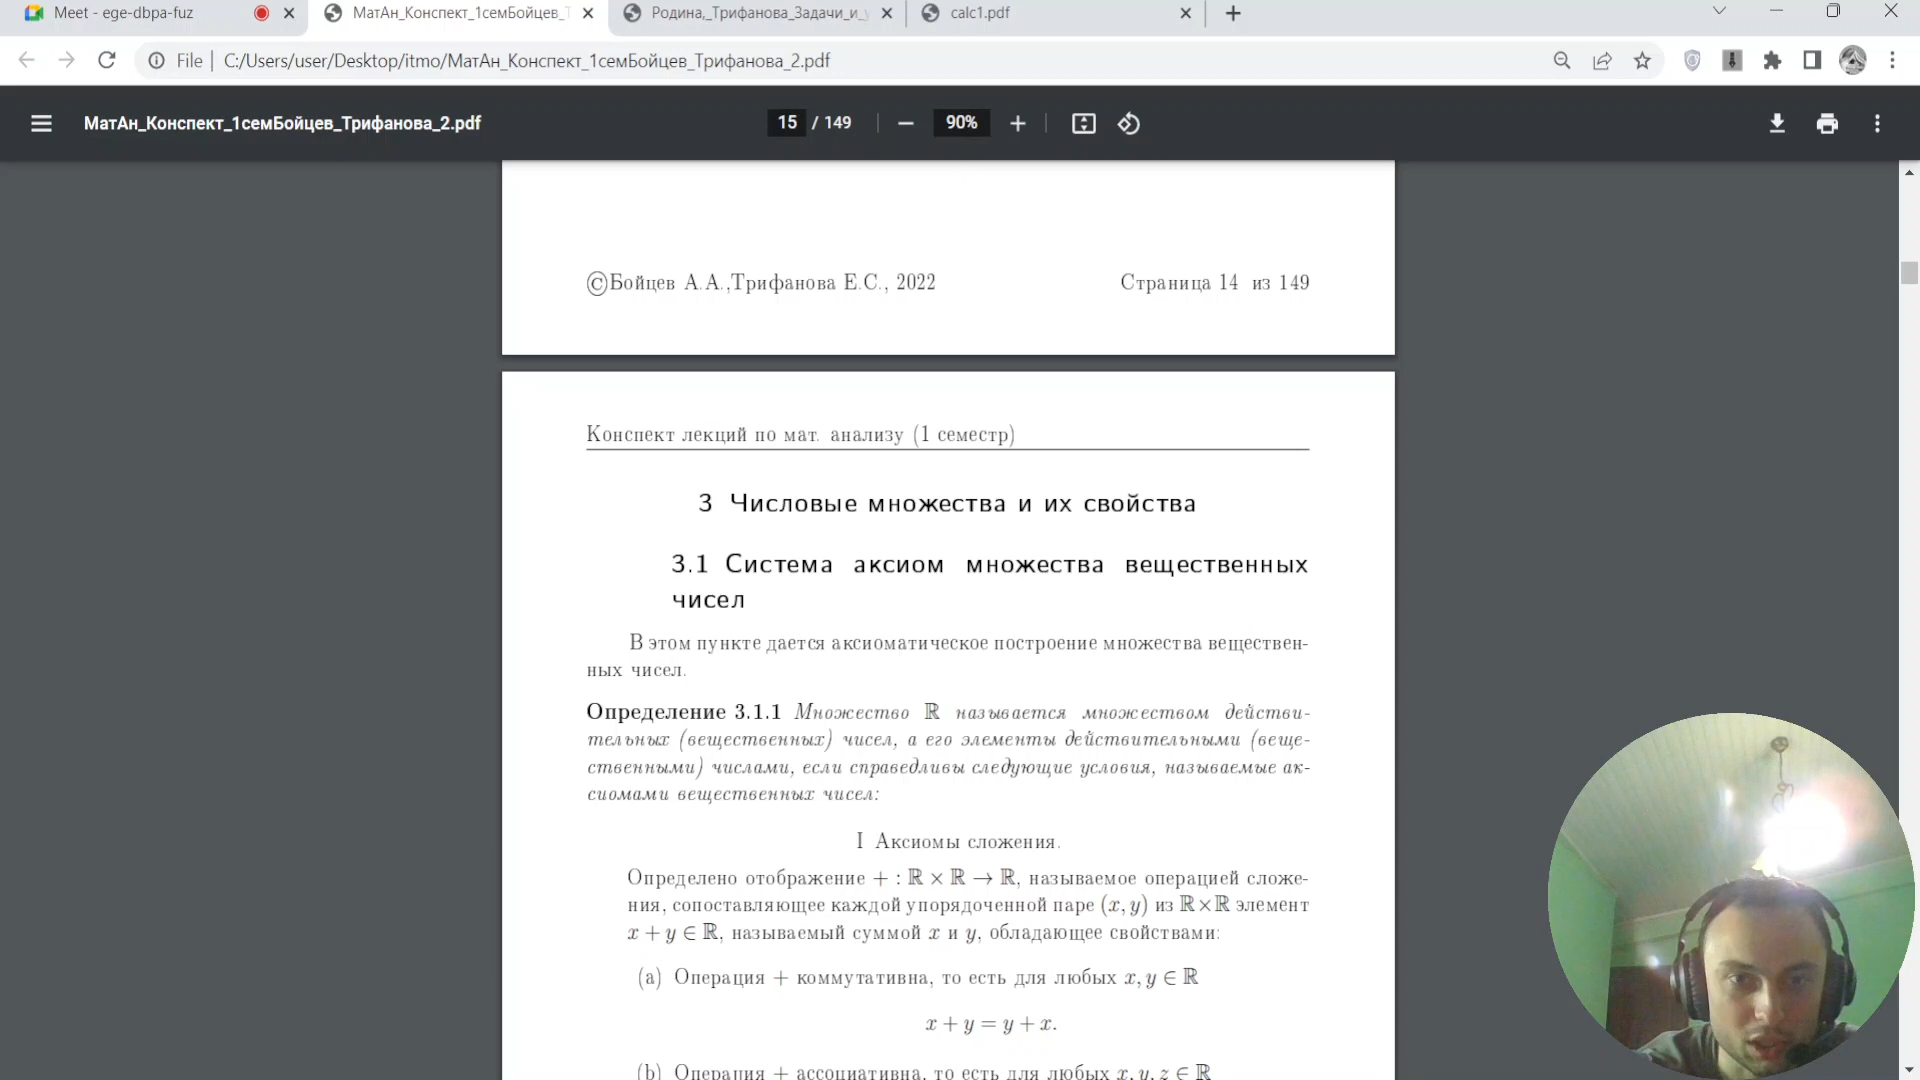 Meet - ege-dbpa-fuz
МатАн_Конспект_1семБойцев_Т
Родина,_Трифанова_Задачи_и_у
calc1.pdf
File | C:/Users/user/Desktop/itmo/МатАн_Конспект_1семБойцев_Трифанова_2.pdf
МатАн_Конспект_1семБойцев_Трифанова_2.pdf
15 / 149
90%
©Бойцев А.А.,Трифанова Е.С., 2022
Страница 14 из 149
Конспект лекций по мат. анализу (1 семестр)
3 Числовые множества и их свойства
3.1 Система аксиом множества вещественных
чисел
В этом пункте дается аксиоматическое построение множества веществен-
ных чисел.
Определение 3.1.1 Множество ℝ называется множеством действи-
тельных (вещественных) чисел, а его элементы действительными (веще-
ственными) числами, если справедливы следующие условия, называемые ак-
сиомами вещественных чисел:
I Аксиомы сложения.
Определено отображение + : ℝ × ℝ → ℝ, называемое операцией сложе-
ния, сопоставляющее каждой упорядоченной паре (x, y) из ℝ×ℝ элемент
x + y ∈ ℝ, называемый суммой x и y, обладающее свойствами:
(a) Операция + коммутативна, то есть для любых x, y ∈ ℝ
x + y = y + x.
(b) Операция + ассоциативна, то есть для любых x, y, z ∈ ℝ